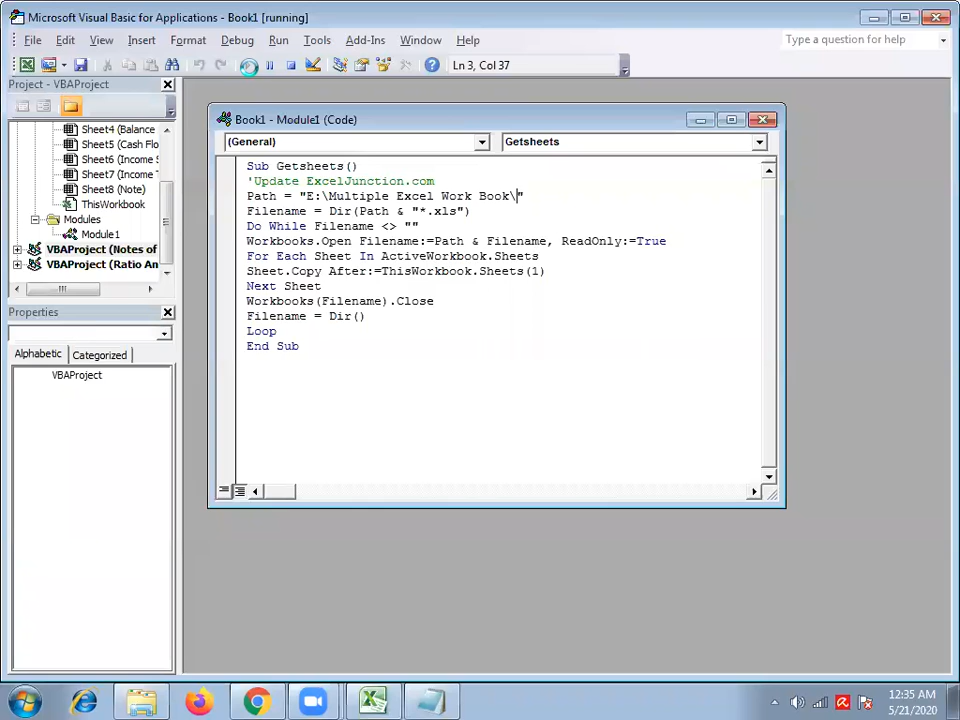 Microsoft Visual Basic for Applications - Book1 [running]
File Edit View Insert Format Debug Run Tools Add-Ins Window Help
Type a question for help
Ln 3, Col 37
Project - VBAProject
Sheet4 (Balance
Sheet5 (Cash Flo
Sheet6 (Income S
Sheet7 (Income
Sheet8 (Note)
ThisWorkbook
Modules
Module1
VBAProject (Notes of
VBAProject (Ratio An
Properties
Alphabetic Categorized
VBAProject
Book1 - Module1 (Code)
(General) Getsheets
Sub Getsheets()
'Update ExcelJunction.com
Path = "E:\Multiple Excel Work Book\"
Filename = Dir(Path & "*.xls")
Do While Filename <> ""
Workbooks.Open Filename:=Path & Filename, ReadOnly:=True
For Each Sheet In ActiveWorkbook.Sheets
Sheet.Copy After:=ThisWorkbook.Sheets(1)
Next Sheet
Workbooks(Filename).Close
Filename = Dir()
Loop
End Sub
12:35 AM
5/21/2020